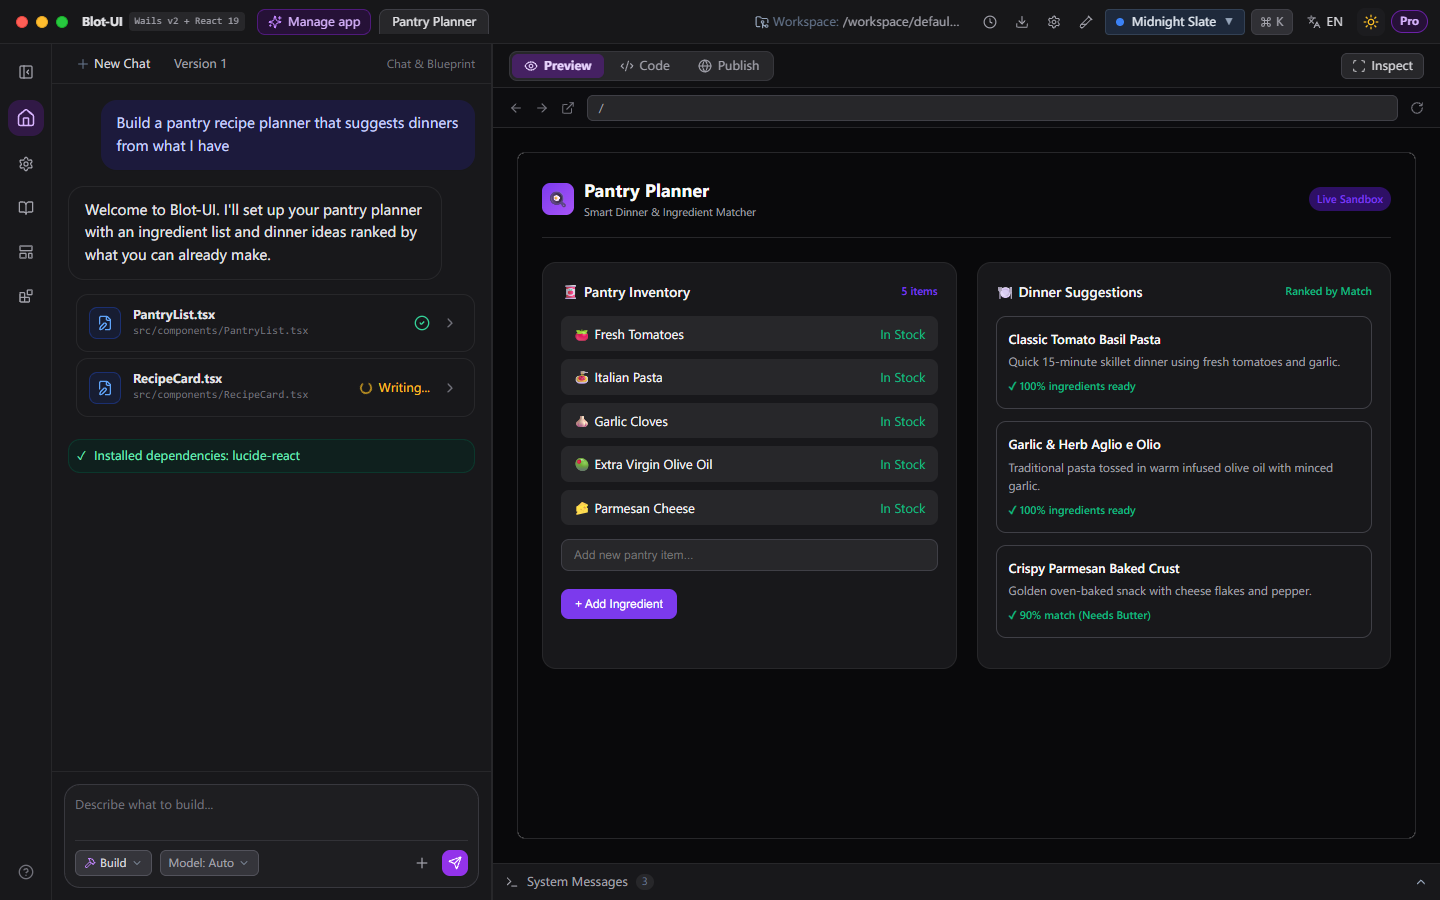 Blot-UI
Wails v2 + React 19
Manage app
Pantry Planner
Workspace: /workspace/defaul...
Midnight Slate ▼
⌘ K
EN
Pro
New Chat
Version 1
Chat & Blueprint
Build a pantry recipe planner that suggests dinners
from what I have
Welcome to Blot-UI. I'll set up your pantry planner
with an ingredient list and dinner ideas ranked by
what you can already make.
PantryList.tsx
src/components/PantryList.tsx
RecipeCard.tsx
src/components/RecipeCard.tsx
Writing...
✓ Installed dependencies: lucide-react
Describe what to build...
Build
Model: Auto
Preview
Code
Publish
Inspect
/
Pantry Planner
Smart Dinner & Ingredient Matcher
Live Sandbox
Pantry Inventory
5 items
Fresh Tomatoes
In Stock
Italian Pasta
In Stock
Garlic Cloves
In Stock
Extra Virgin Olive Oil
In Stock
Parmesan Cheese
In Stock
Add new pantry item...
+ Add Ingredient
Dinner Suggestions
Ranked by Match
Classic Tomato Basil Pasta
Quick 15-minute skillet dinner using fresh tomatoes and garlic.
✓ 100% ingredients ready
Garlic & Herb Aglio e Olio
Traditional pasta tossed in warm infused olive oil with minced
garlic.
✓ 100% ingredients ready
Crispy Parmesan Baked Crust
Golden oven-baked snack with cheese flakes and pepper.
✓ 90% match (Needs Butter)
System Messages
3